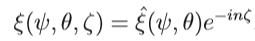 ξ(ψ, θ, ζ) = ξ̂(ψ, θ)e^{-inζ}